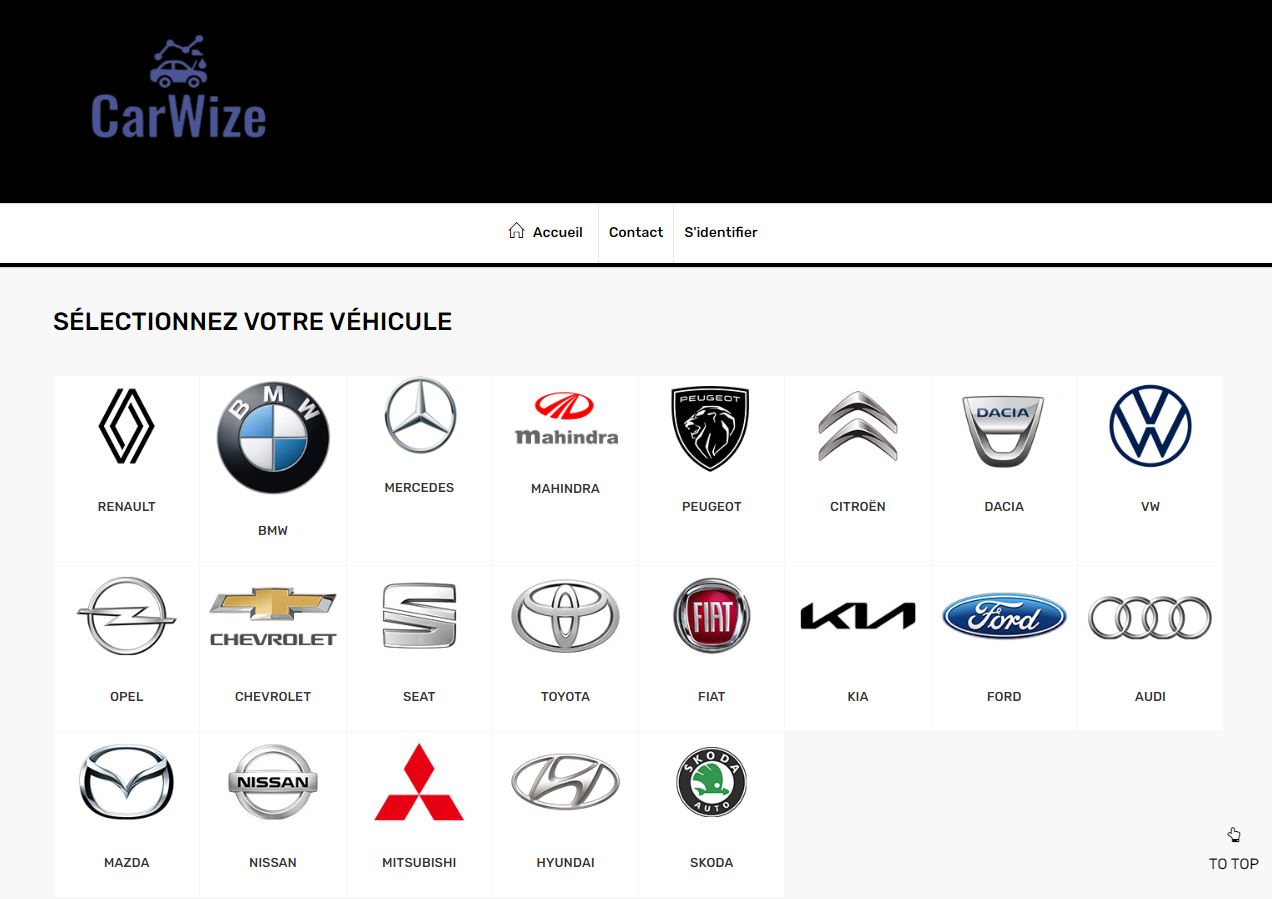 CarWize
Accueil
Contact
S'identifier
SÉLECTIONNEZ VOTRE VÉHICULE
BMW
mahindra
PEUGEOT
DACIA
RENAULT
BMW
MERCEDES
MAHINDRA
PEUGEOT
CITROËN
DACIA
VW
CHEVROLET
FIAT
KIA
Ford
OPEL
CHEVROLET
SEAT
TOYOTA
FIAT
KIA
FORD
AUDI
NISSAN
SKODA
AUTO
MAZDA
NISSAN
MITSUBISHI
HYUNDAI
SKODA
TO TOP